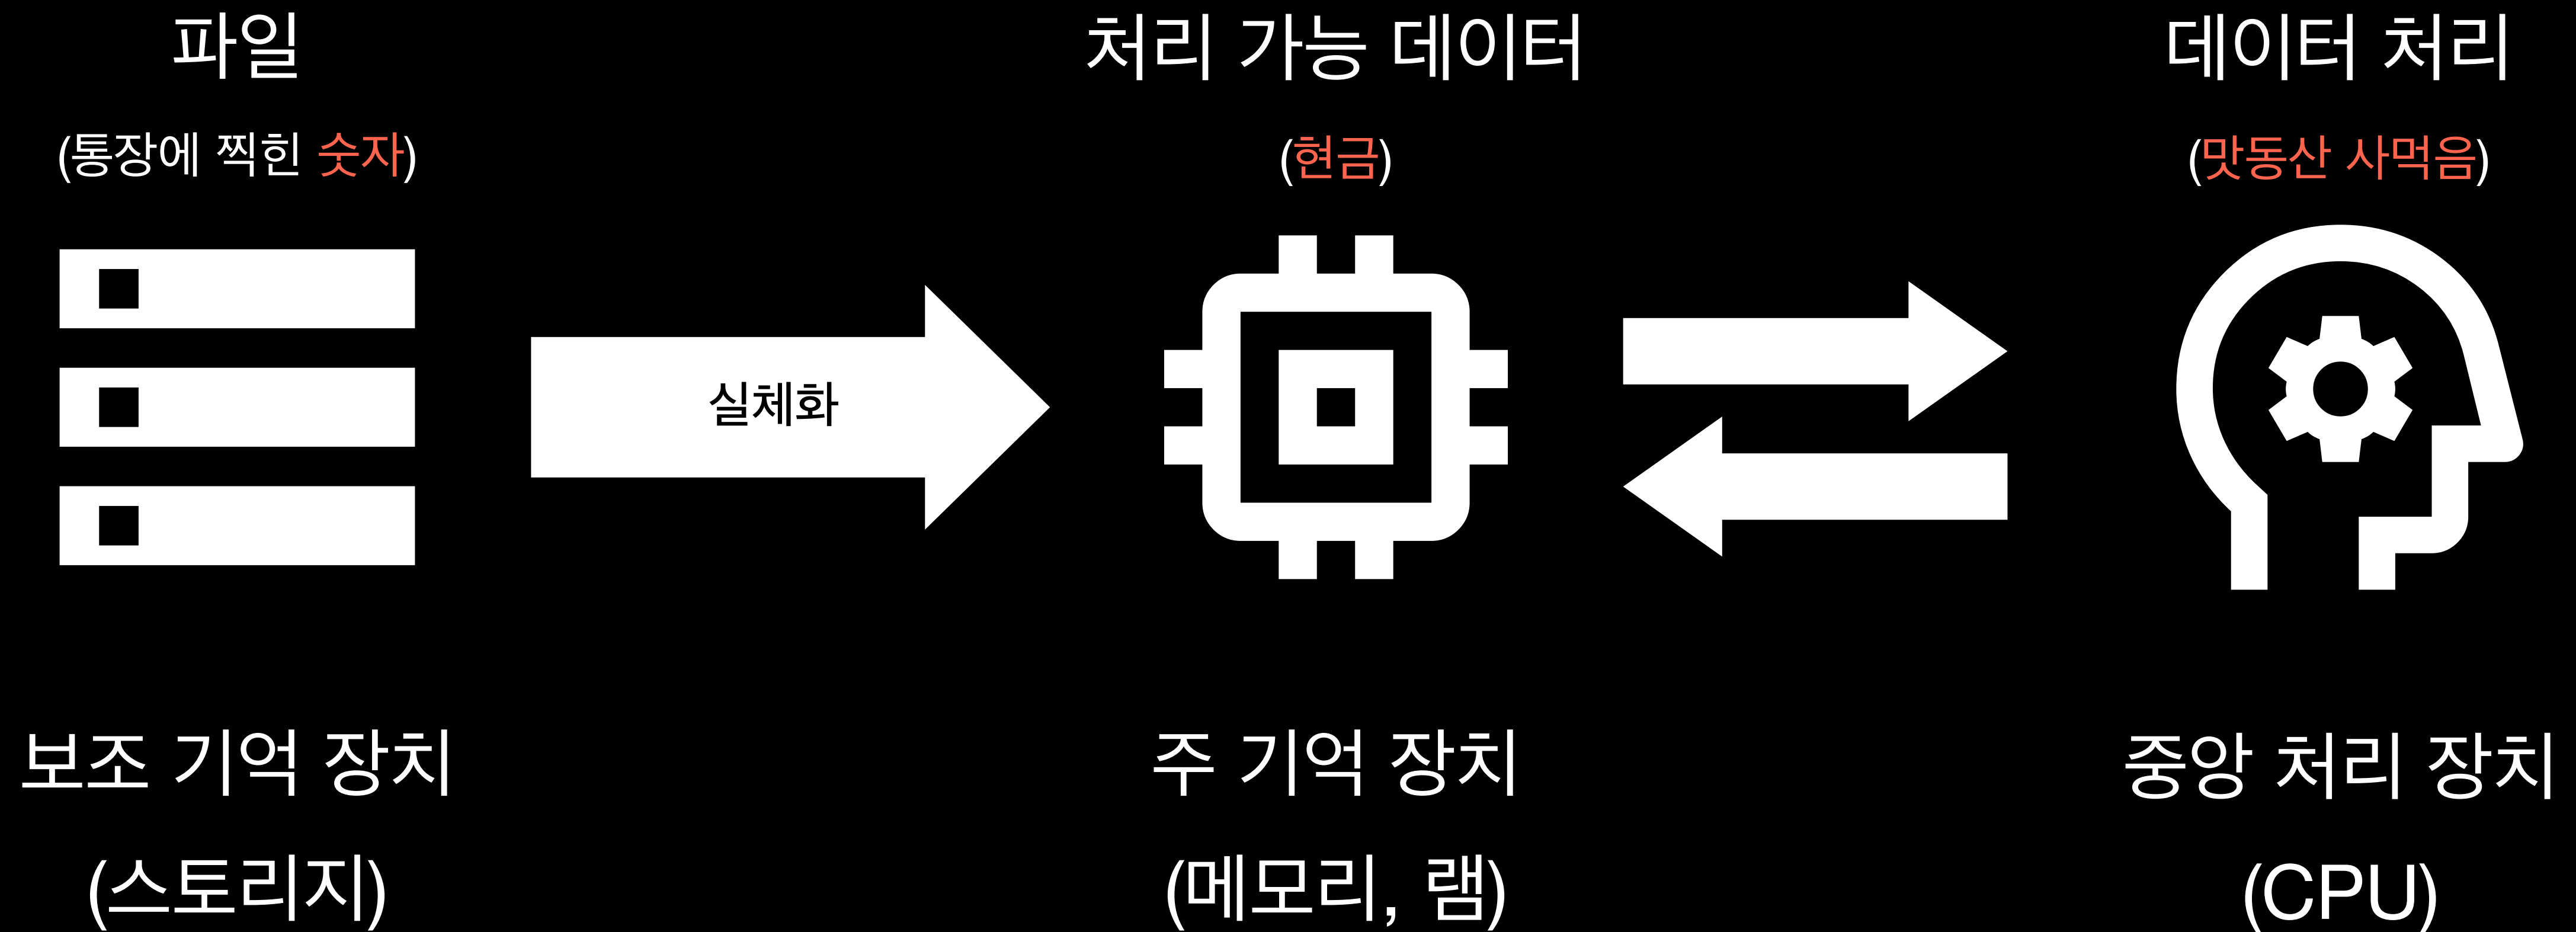 파일
(통장에 찍힌 숫자)
실체화
보조 기억 장치
(스토리지)
처리 가능 데이터
(현금)
주 기억 장치
(메모리, 램)
데이터 처리
(맛동산 사먹음)
중앙 처리 장치
(CPU)